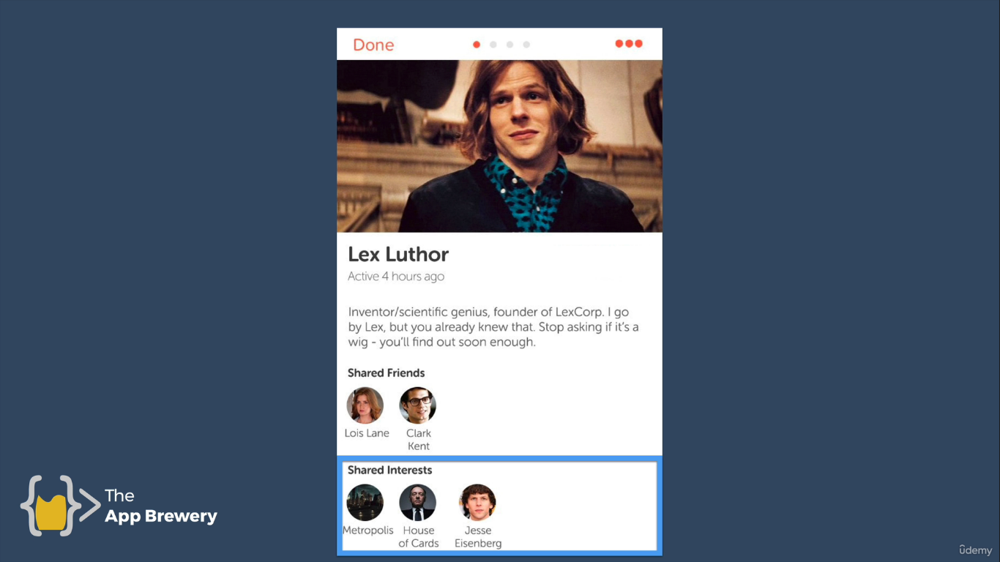 Done
Lex Luthor
Active 4 hours ago
Inventor/scientific genius, founder of LexCorp. I go
by Lex, but you already knew that. Stop asking if it's a
wig - you'll find out soon enough.
Shared Friends
Lois Lane
Clark
Kent
Shared Interests
Metropolis
House
of Cards
Jesse
Eisenberg
The
App Brewery
ûdemy